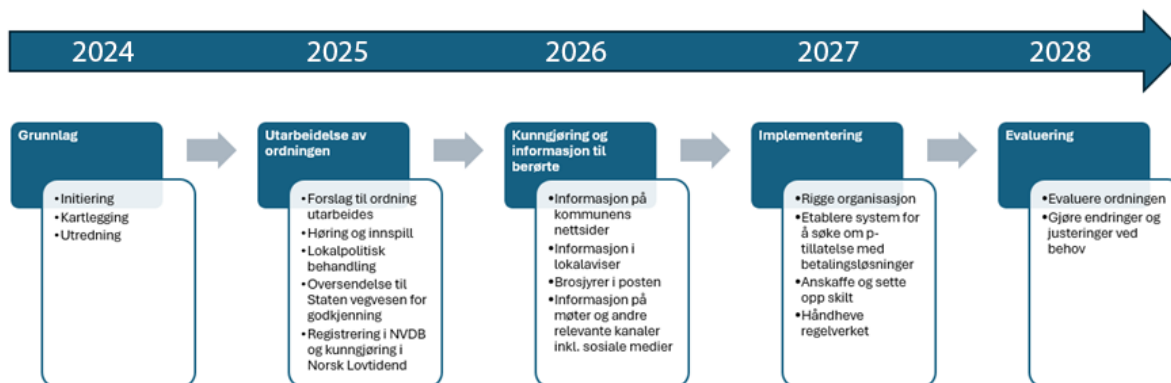 2024
2025
2026
2027
2028
Grunnlag
•Initiering
•Kartlegging
•Utredning
Utarbeidelse av
ordningen
•Forslag til ordning
utarbeides
•Høring og innspill
•Lokalpolitisk
behandling
•Oversendelse til
Staten vegvesen for
godkjenning
•Registrering i NVDB
og kunngjøring i
Norsk Lovtidend
Kunngjøring og
informasjon til
berørte
•Informasjon på
kommunens
nettsider
•Informasjon i
lokalaviser
•Brosjyrer i posten
•Informasjon på
møter og andre
relevante kanaler
inkl. sosiale medier
Implementering
•Rigge organisasjon
•Etablere system for
å søke om p-
tillatelse med
betalingsløsninger
•Anskaffe og sette
opp skilt
•Håndheve
regelverket
Evaluering
•Evaluere ordningen
•Gjøre endringer og
justeringer ved
behov